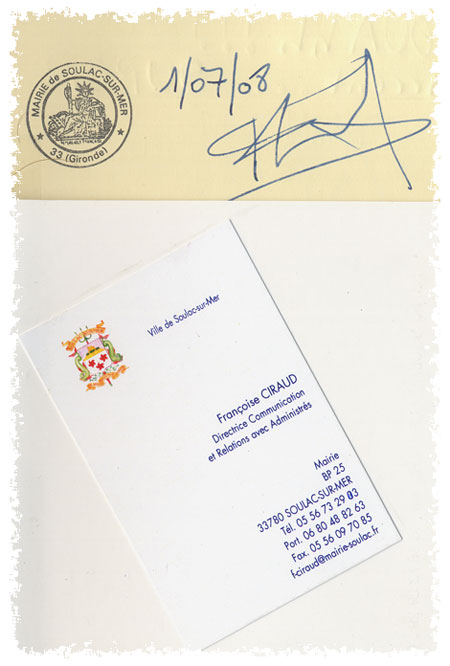 1/07/08
MAIRIE de SOULAC-SUR-MER
33 (Gironde)
Ville de Soulac-sur-Mer
Françoise CIRAUD
Directrice Communication
et Relations avec Administrés
Mairie
BP 25
33780 SOULAC-SUR-MER
Tél. 05 56 73 29 03
Port. 06 80 48 82 63
Fax. 05 56 09 70 85
f-ciraud@mairie-soulac.fr